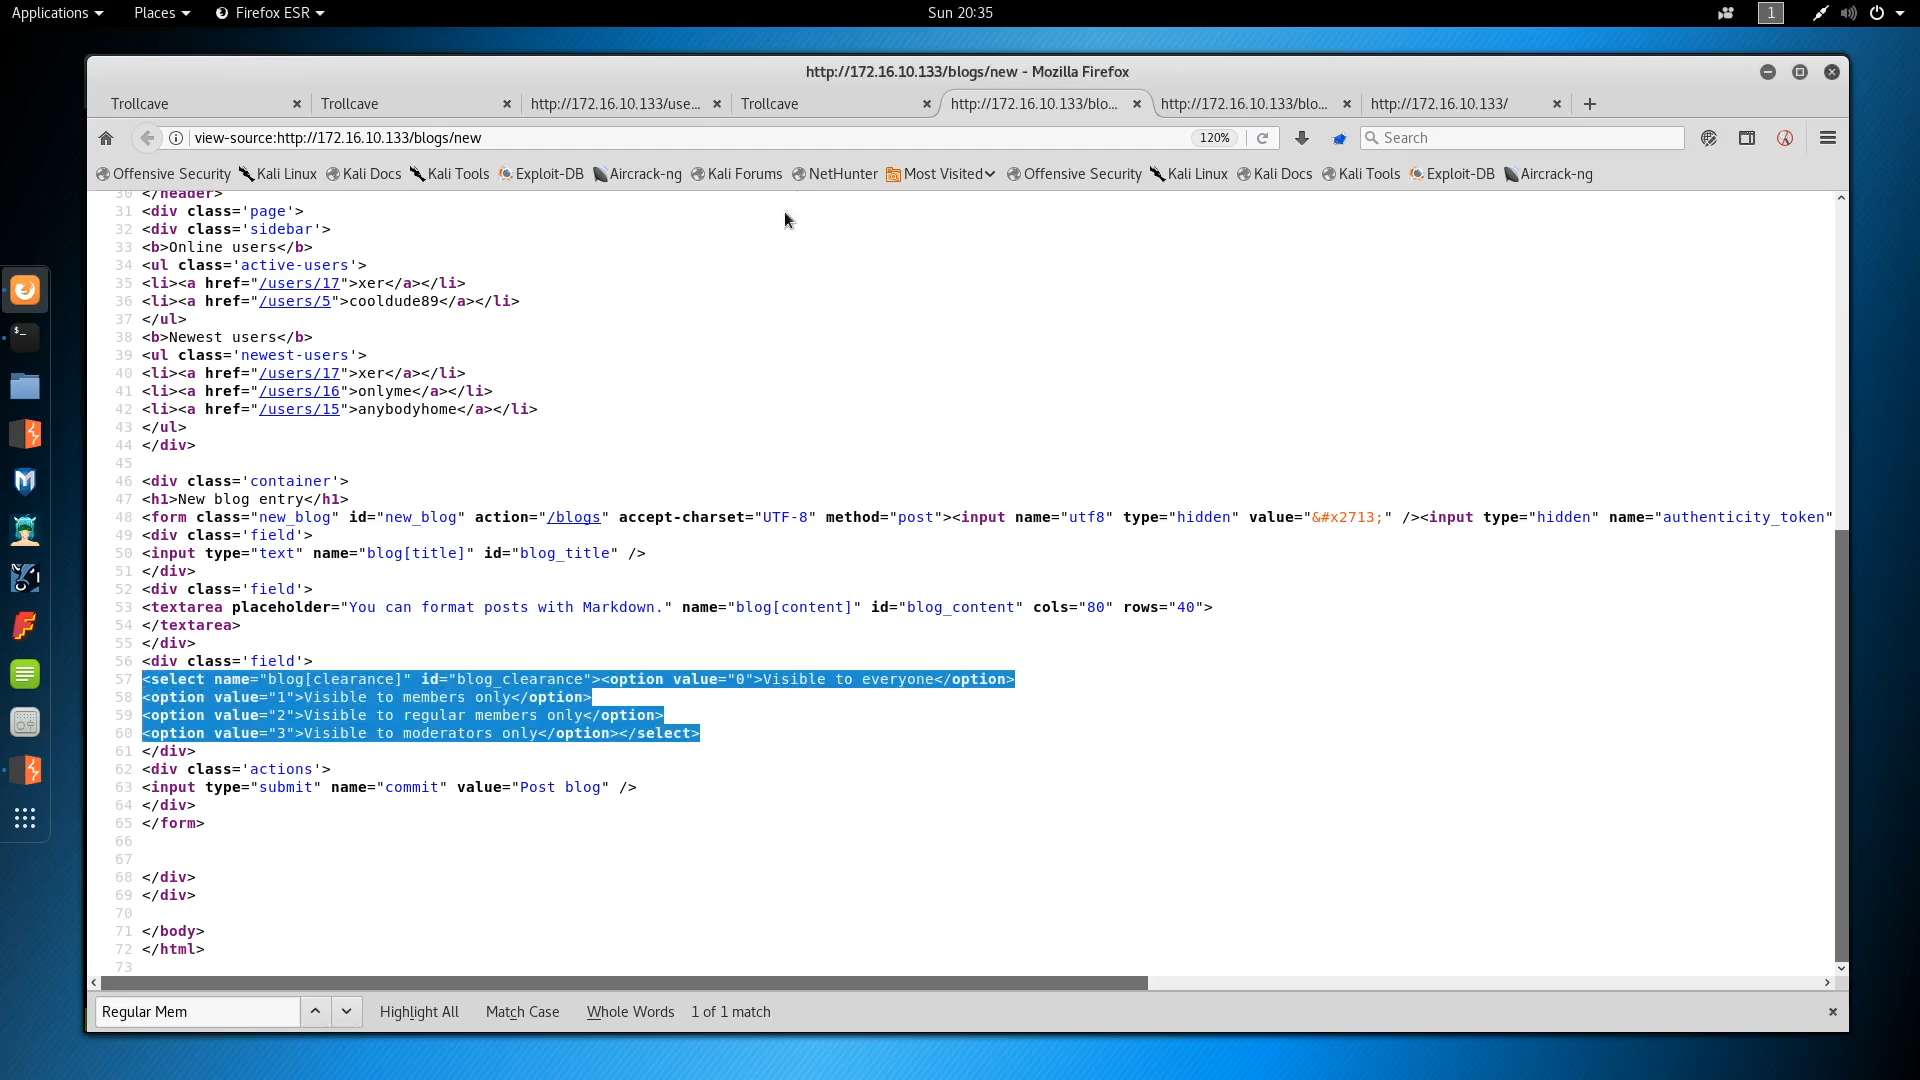 Applications Places Firefox ESR Sun 20:35 1
http://172.16.10.133/blogs/new - Mozilla Firefox
Trollcave Trollcave http://172.16.10.133/use... Trollcave http://172.16.10.133/blo... http://172.16.10.133/blo... http://172.16.10.133/
view-source:http://172.16.10.133/blogs/new 120% Search
Offensive Security Kali Linux Kali Docs Kali Tools Exploit-DB Aircrack-ng Kali Forums NetHunter Most Visited Offensive Security Kali Linux Kali Docs Kali Tools Exploit-DB Aircrack-ng
30 </header>
31 <div class='page'>
32 <div class='sidebar'>
33 <b>Online users</b>
34 <ul class='active-users'>
35 <li><a href="/users/17">xer</a></li>
36 <li><a href="/users/5">cooldude89</a></li>
37 </ul>
38 <b>Newest users</b>
39 <ul class='newest-users'>
40 <li><a href="/users/17">xer</a></li>
41 <li><a href="/users/16">onlyme</a></li>
42 <li><a href="/users/15">anybodyhome</a></li>
43 </ul>
44 </div>
45
46 <div class='container'>
47 <h1>New blog entry</h1>
48 <form class="new_blog" id="new_blog" action="/blogs" accept-charset="UTF-8" method="post"><input name="utf8" type="hidden" value="&#x2713;" /><input type="hidden" name="authenticity_token"
49 <div class='field'>
50 <input type="text" name="blog[title]" id="blog_title" />
51 </div>
52 <div class='field'>
53 <textarea placeholder="You can format posts with Markdown." name="blog[content]" id="blog_content" cols="80" rows="40">
54 </textarea>
55 </div>
56 <div class='field'>
57 <select name="blog[clearance]" id="blog_clearance"><option value="0">Visible to everyone</option>
58 <option value="1">Visible to members only</option>
59 <option value="2">Visible to regular members only</option>
60 <option value="3">Visible to moderators only</option></select>
61 </div>
62 <div class='actions'>
63 <input type="submit" name="commit" value="Post blog" />
64 </div>
65 </form>
66
67
68 </div>
69 </div>
70
71 </body>
72 </html>
73
Regular Mem Highlight All Match Case Whole Words 1 of 1 match